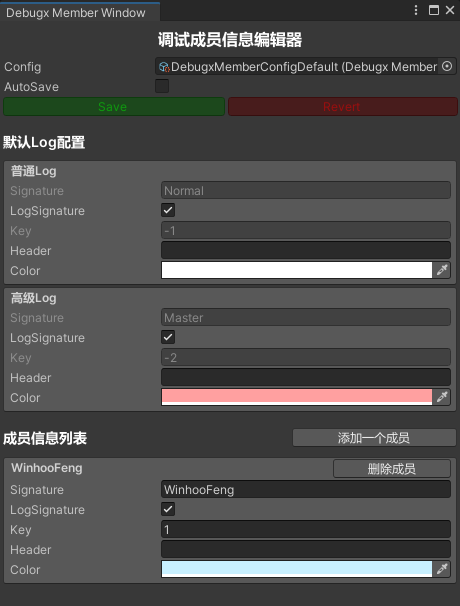 Debugx Member Window
调试成员信息编辑器
Config DebugxMemberConfigDefault (Debugx Member
AutoSave
Save Revert
默认Log配置
普通Log
Signature Normal
LogSignature
Key -1
Header
Color
高级Log
Signature Master
LogSignature
Key -2
Header
Color
成员信息列表 添加一个成员
WinhooFeng 删除成员
Signature WinhooFeng
LogSignature
Key 1
Header
Color